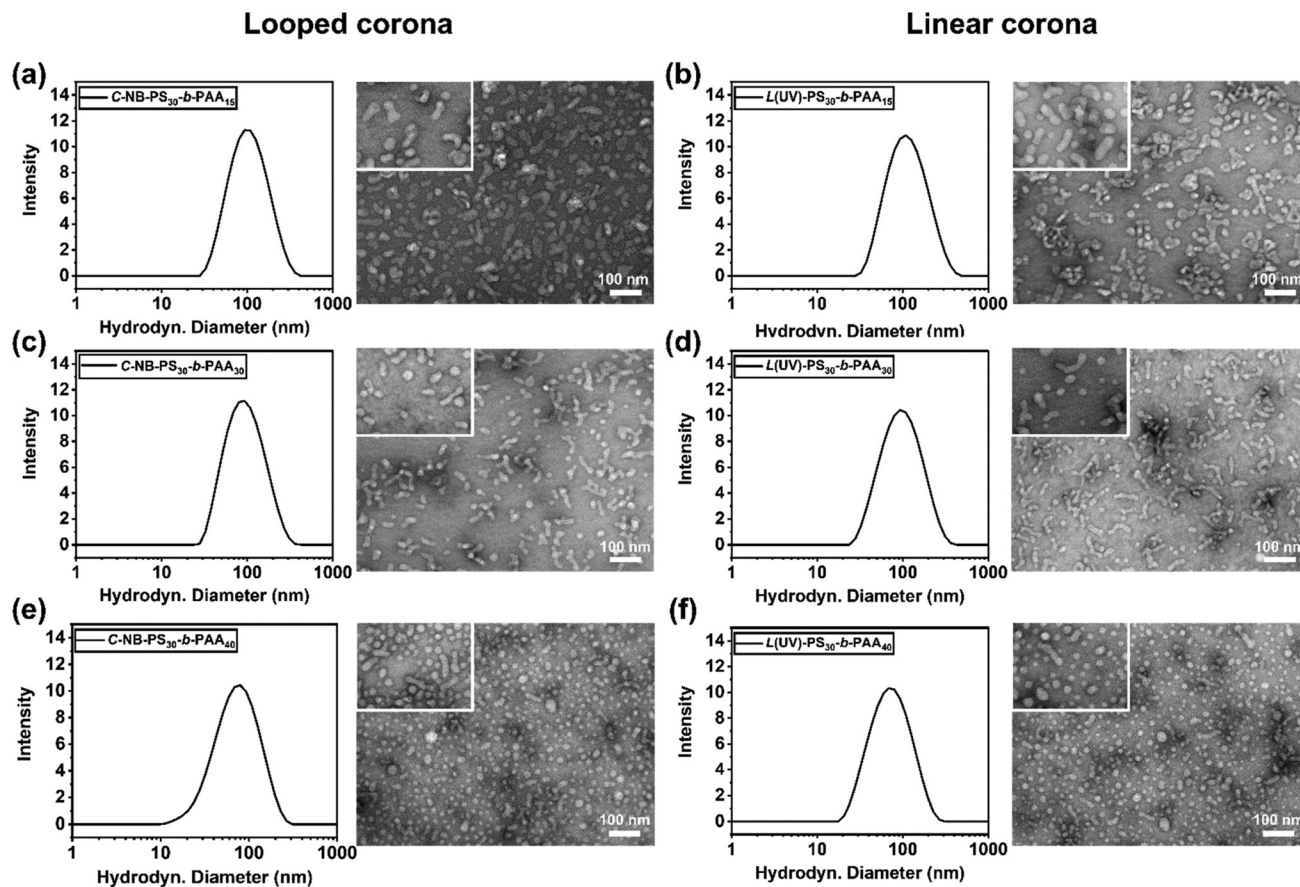 Looped corona
Linear corona
(a)
C-NB-PS30-b-PAA15
14
12
10
8
6
4
2
0
Intensity
1 10 100 1000
Hydrodyn. Diameter (nm)
100 nm
(b)
L(UV)-PS30-b-PAA15
14
12
10
8
6
4
2
0
Intensity
1 10 100 1000
Hydrodyn. Diameter (nm)
100 nm
(c)
C-NB-PS30-b-PAA30
14
12
10
8
6
4
2
0
Intensity
1 10 100 1000
Hydrodyn. Diameter (nm)
100 nm
(d)
L(UV)-PS30-b-PAA30
14
12
10
8
6
4
2
0
Intensity
1 10 100 1000
Hydrodyn. Diameter (nm)
100 nm
(e)
C-NB-PS30-b-PAA40
14
12
10
8
6
4
2
0
Intensity
1 10 100 1000
Hydrodyn. Diameter (nm)
100 nm
(f)
L(UV)-PS30-b-PAA40
14
12
10
8
6
4
2
0
Intensity
1 10 100 1000
Hydrodyn. Diameter (nm)
100 nm